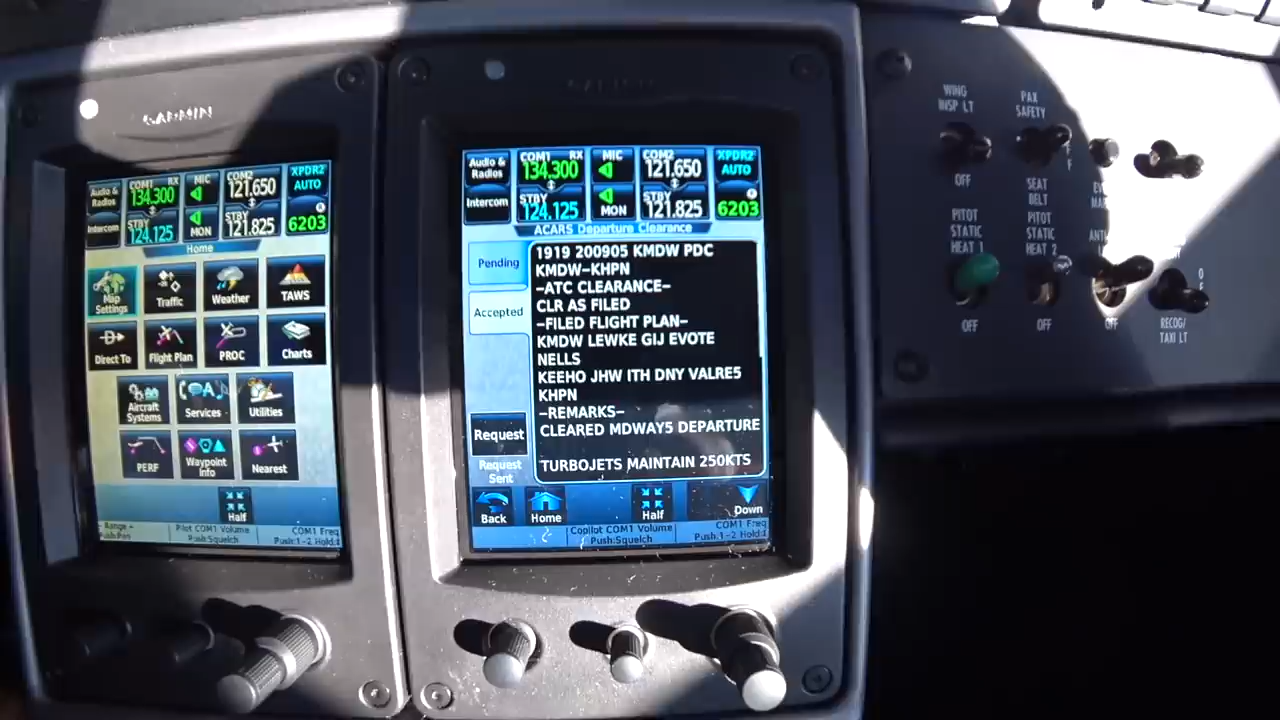 GARMIN
Audio & Radios
COM1 RX
134.300
STBY
124.125
MIC
MON
COM2
121.650
STBY
121.825
XPDR2
AUTO
6203
Intercom
Home
Map Settings
Traffic
Weather
TAWS
Direct To
Flight Plan
PROC
Charts
Aircraft Systems
Services
Utilities
PERF
Waypoint Info
Nearest
Half
Range -
Push:Pan
Pilot COM1 Volume
Push:Squelch
COM1 Freq
Push:1-2 Hold:
Audio & Radios
COM1 RX
134.300
STBY
124.125
MIC
MON
COM2
121.650
STBY
121.825
XPDR2
AUTO
6203
Intercom
ACARS Departure Clearance
Pending
Accepted
1919 200905 KMDW PDC
KMDW-KHPN
-ATC CLEARANCE-
CLR AS FILED
-FILED FLIGHT PLAN-
KMDW LEWKE GIJ EVOTE
NELLS
KEEHO JHW ITH DNY VALRE5
KHPN
-REMARKS-
CLEARED MDWAY5 DEPARTURE
TURBOJETS MAINTAIN 250KTS
Request
Request Sent
Back
Home
Half
Down
Copilot COM1 Volume
Push:Squelch
COM1 Freq
Push:1-2 Hold:
WING
INSP LT
PAX
SAFETY
OFF
SEAT
BELT
PITOT
STATIC
HEAT 1
PITOT
STATIC
HEAT 2
OFF
OFF
OFF
RECOG/
TAXI LT